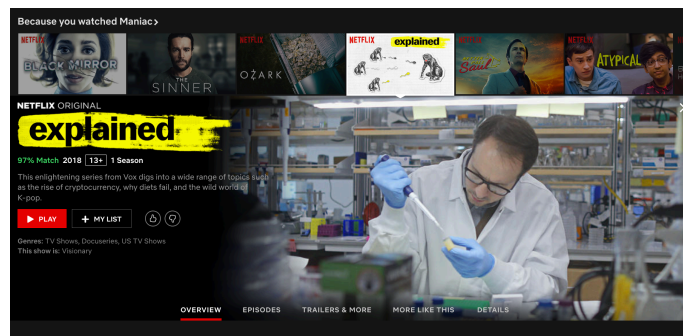 Because you watched Maniac >
NETFLIX
BLACK MIRROR
THE
SINNER
NETFLIX
OZARK
NETFLIX
explained
NETFLIX
Saul
NETFLIX
ATYPICAL
NETFLIX ORIGINAL
explained
97% Match 2018 13+ 1 Season
This enlightening series from Vox digs into a wide range of topics such
as the rise of cryptocurrency, why diets fail, and the wild world of
K-pop.
PLAY + MY LIST
Genres: TV Shows, Docuseries, US TV Shows
This show is: Visionary
OVERVIEW EPISODES TRAILERS & MORE MORE LIKE THIS DETAILS